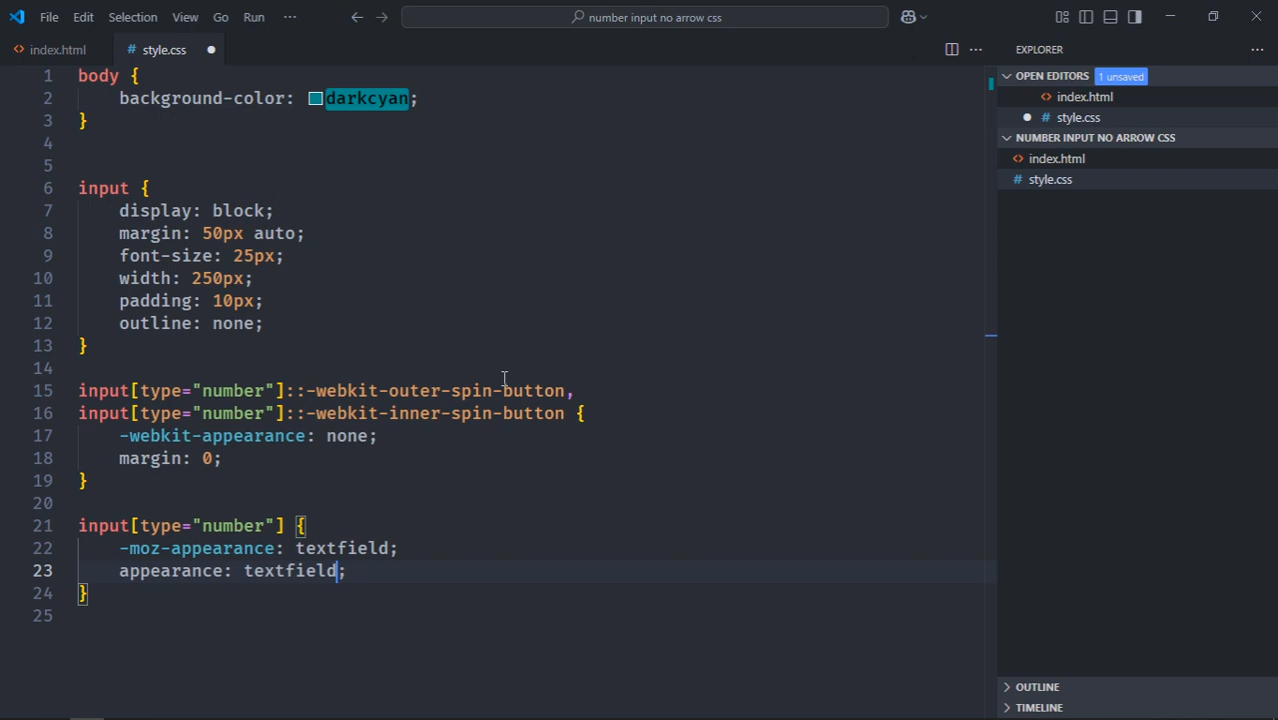 File Edit Selection View Go Run ···
number input no arrow css
index.html
style.css
EXPLORER
1 body {
2 background-color: darkcyan;
3 }
4
5
6 input {
7 display: block;
8 margin: 50px auto;
9 font-size: 25px;
10 width: 250px;
11 padding: 10px;
12 outline: none;
13 }
14
15 input[type="number"]::-webkit-outer-spin-button,
16 input[type="number"]::-webkit-inner-spin-button {
17 -webkit-appearance: none;
18 margin: 0;
19 }
20
21 input[type="number"] {
22 -moz-appearance: textfield;
23 appearance: textfield;
24 }
25
OPEN EDITORS 1 unsaved
<> index.html
# style.css
NUMBER INPUT NO ARROW CSS
<> index.html
# style.css
OUTLINE
TIMELINE